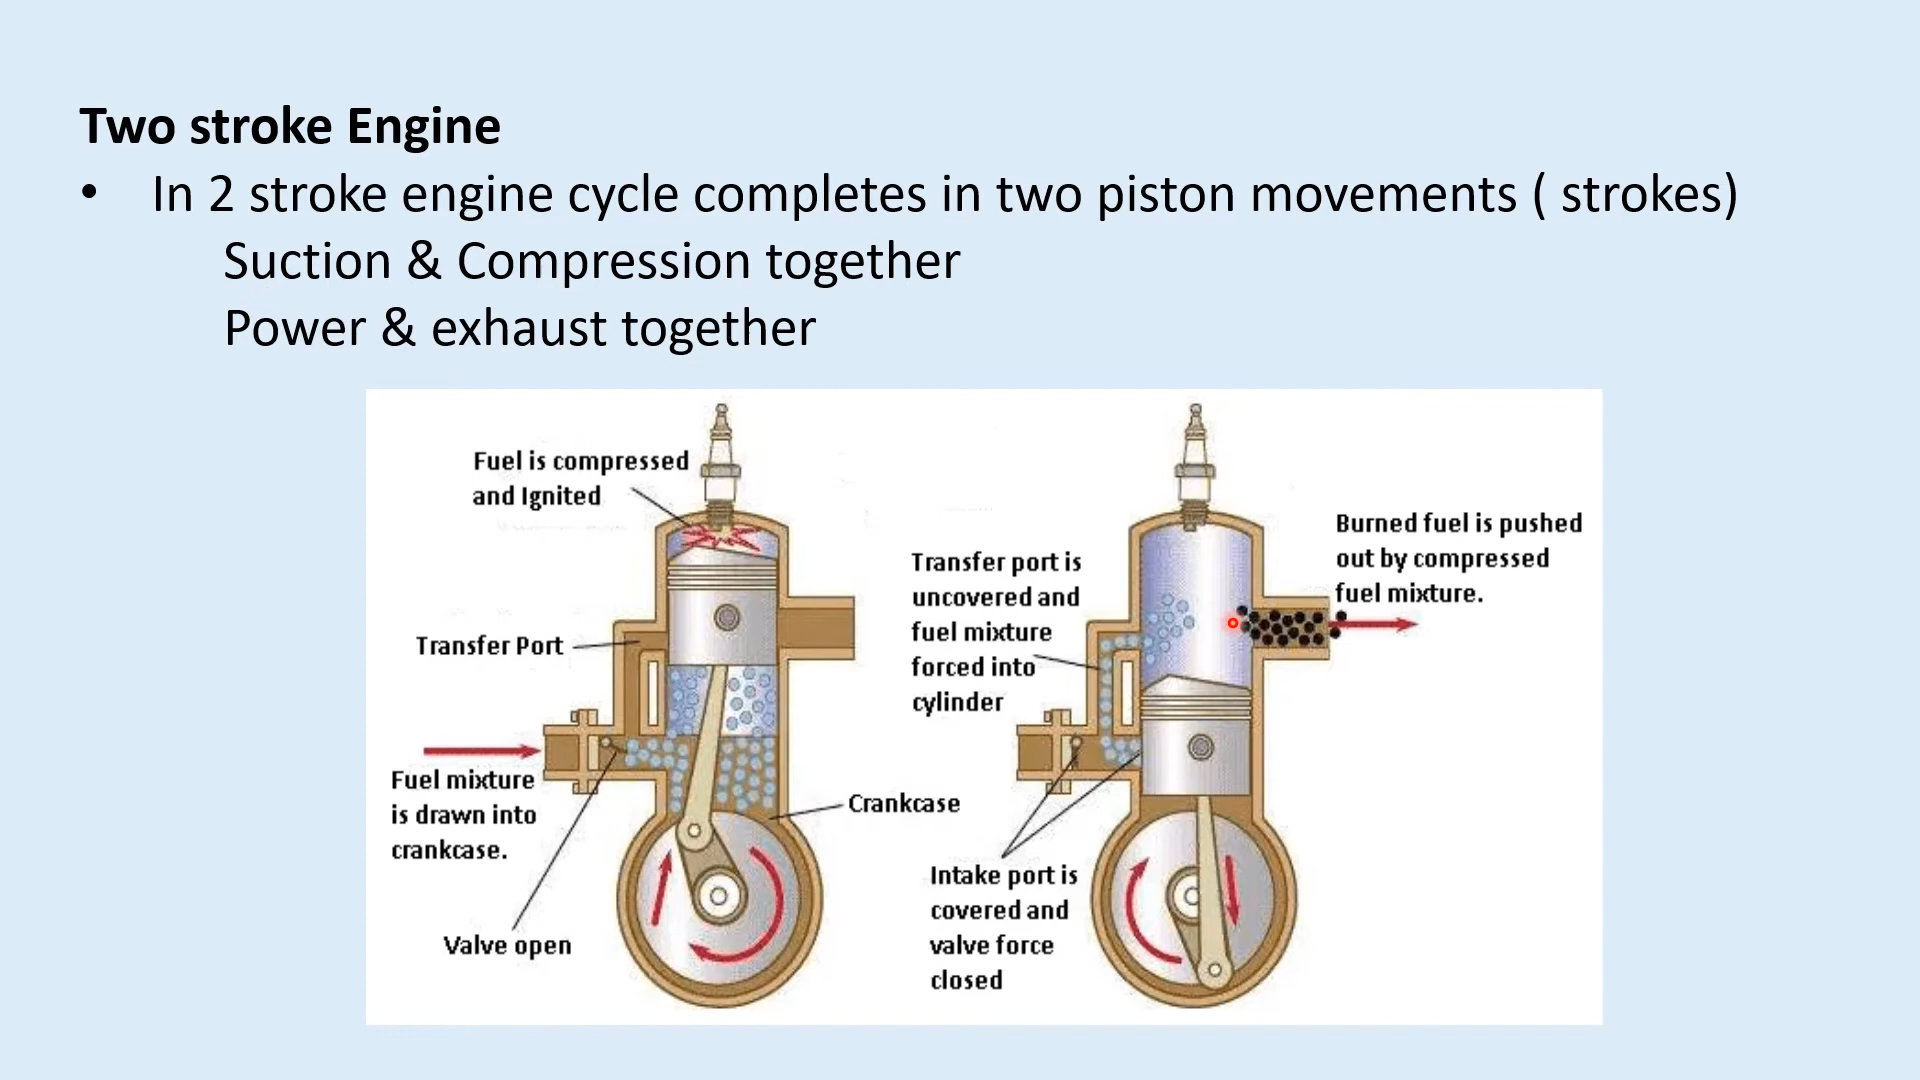 Two stroke Engine
• In 2 stroke engine cycle completes in two piston movements ( strokes)
Suction & Compression together
Power & exhaust together
Fuel is compressed
and Ignited
Transfer Port
Fuel mixture
is drawn into
crankcase.
Valve open
Crankcase
Transfer port is
uncovered and
fuel mixture
forced into
cylinder
Burned fuel is pushed
out by compressed
fuel mixture.
Intake port is
covered and
valve force
closed